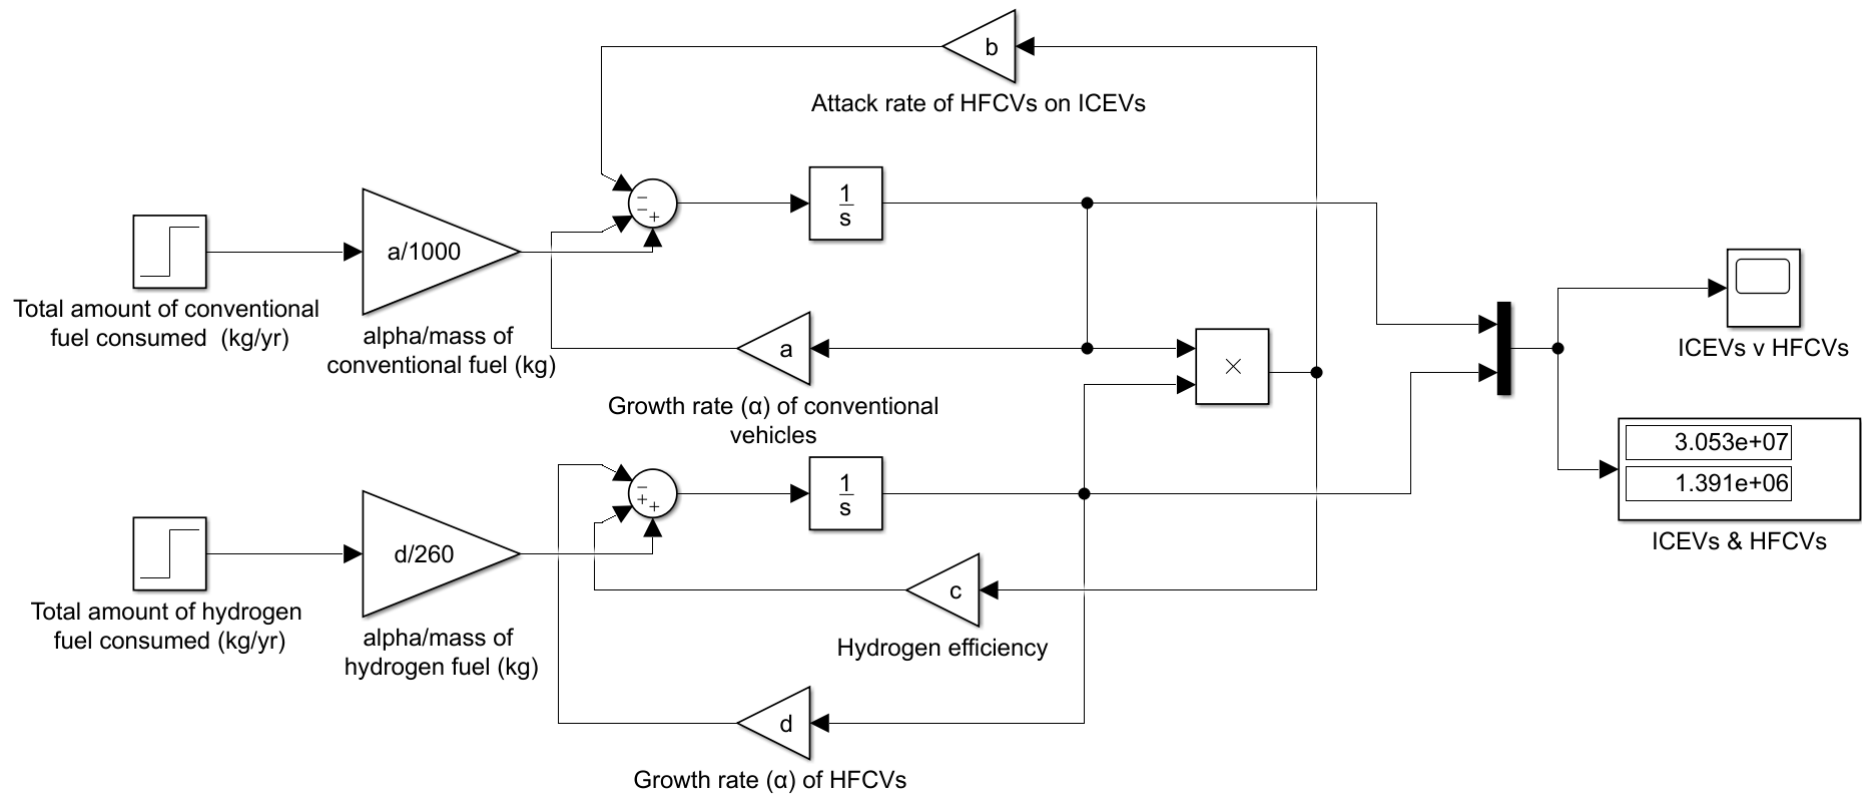 b
Attack rate of HFCVs on ICEVs
−
−
+
1
s
a/1000
Total amount of conventional
fuel consumed  (kg/yr)
alpha/mass of
conventional fuel (kg)
a
Growth rate (α) of conventional
vehicles
×
ICEVs v HFCVs
3.053e+07
1.391e+06
ICEVs & HFCVs
−
+
+
1
s
d/260
Total amount of hydrogen
fuel consumed (kg/yr)
alpha/mass of
hydrogen fuel (kg)
c
Hydrogen efficiency
d
Growth rate (α) of HFCVs